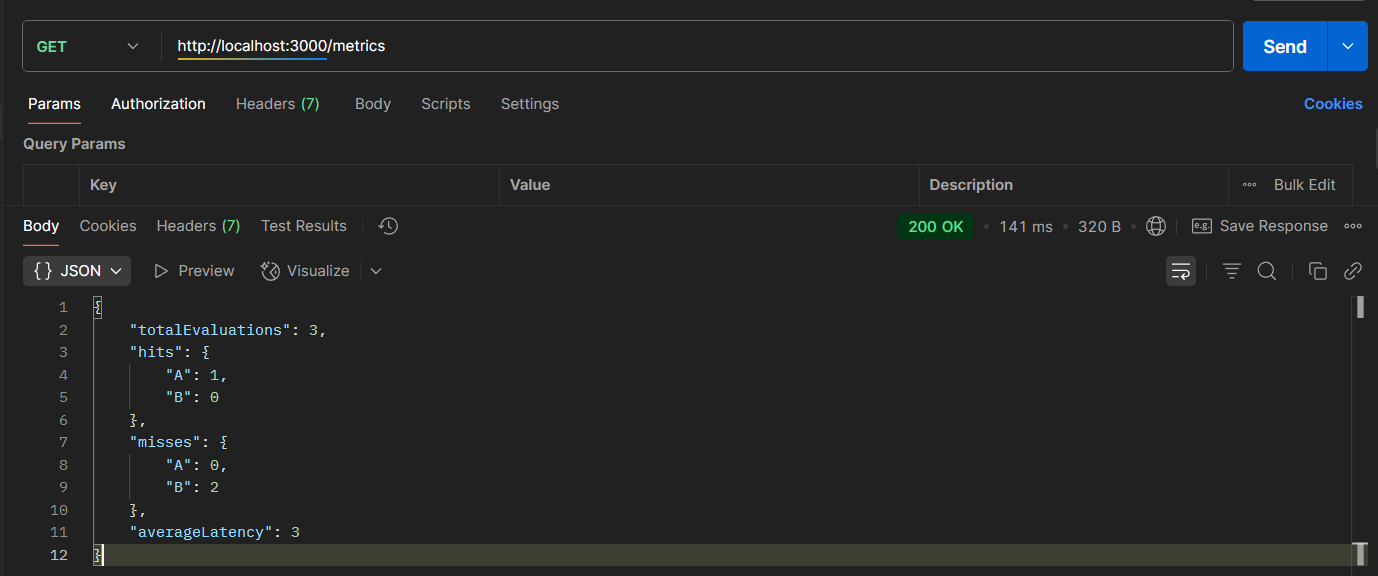 GET http://localhost:3000/metrics Send
Params Authorization Headers (7) Body Scripts Settings Cookies
Query Params
Key Value Description Bulk Edit
Body Cookies Headers (7) Test Results 200 OK • 141 ms • 320 B • e.g. Save Response
{} JSON Preview Visualize
1 {
2 "totalEvaluations": 3,
3 "hits": {
4 "A": 1,
5 "B": 0
6 },
7 "misses": {
8 "A": 0,
9 "B": 2
10 },
11 "averageLatency": 3
12 }